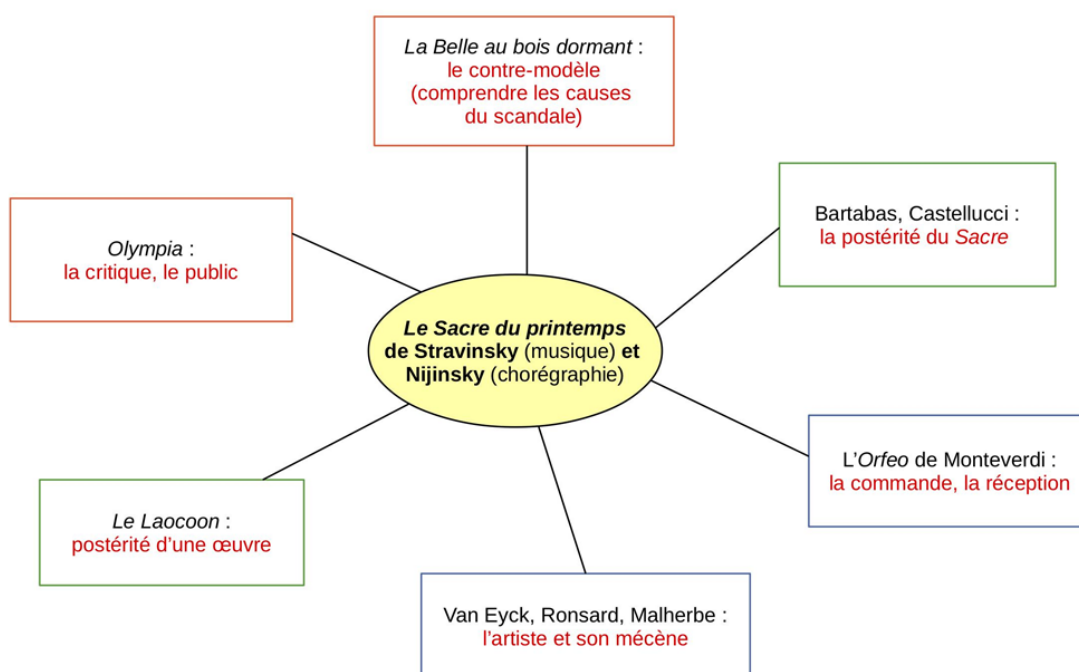 La Belle au bois dormant :
le contre-modèle
(comprendre les causes
du scandale)
Olympia :
la critique, le public
Bartabas, Castellucci :
la postérité du Sacre
Le Sacre du printemps
de Stravinsky (musique) et
Nijinsky (chorégraphie)
L’Orfeo de Monteverdi :
la commande, la réception
Le Laocoon :
postérité d’une œuvre
Van Eyck, Ronsard, Malherbe :
l’artiste et son mécène